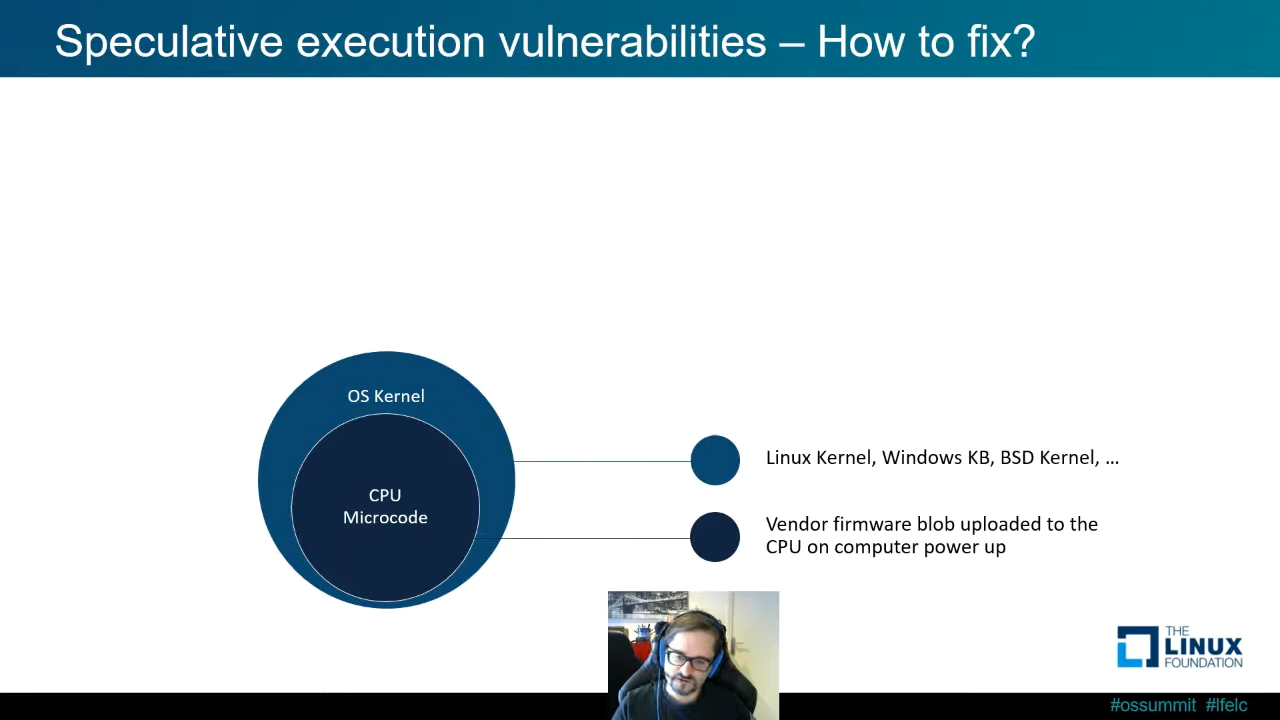 Speculative execution vulnerabilities – How to fix?
OS Kernel
CPU
Microcode
Linux Kernel, Windows KB, BSD Kernel, ...
Vendor firmware blob uploaded to the
CPU on computer power up
THE
LINUX
FOUNDATION
#ossummit #lfelc